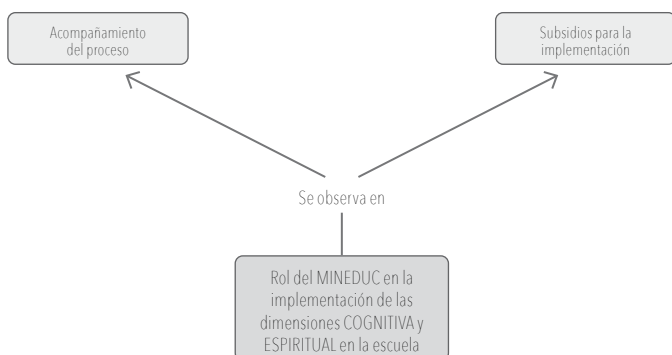 Acompañamiento
del proceso
Subsidios para la
implementación
Se observa en
Rol del MINEDUC en la
implementación de las
dimensiones COGNITIVA y
ESPIRITUAL en la escuela